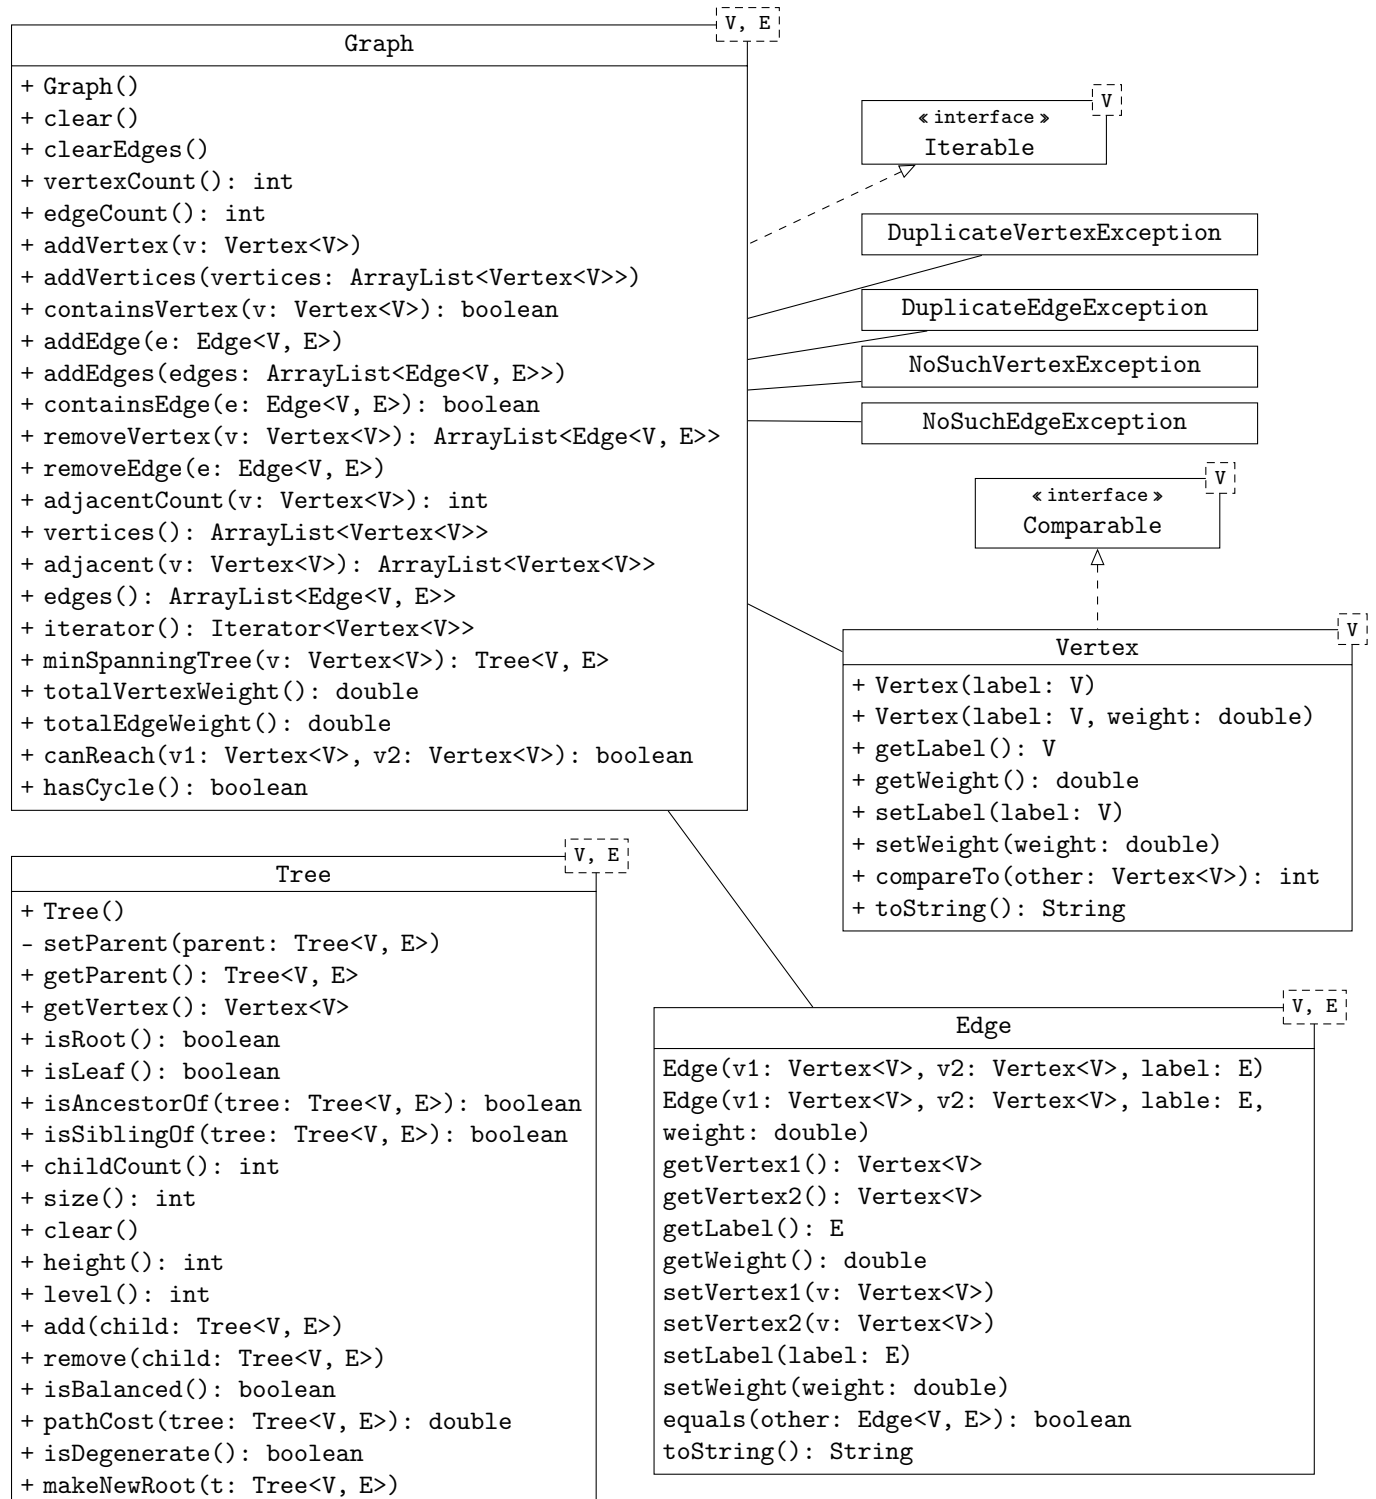 V, E
Graph
+ Graph()
+ clear()
+ clearEdges()
+ vertexCount(): int
+ edgeCount(): int
+ addVertex(v: Vertex<V>)
+ addVertices(vertices: ArrayList<Vertex<V>>)
+ containsVertex(v: Vertex<V>): boolean
+ addEdge(e: Edge<V, E>)
+ addEdges(edges: ArrayList<Edge<V, E>>)
+ containsEdge(e: Edge<V, E>): boolean
+ removeVertex(v: Vertex<V>): ArrayList<Edge<V, E>>
+ removeEdge(e: Edge<V, E>)
+ adjacentCount(v: Vertex<V>): int
+ vertices(): ArrayList<Vertex<V>>
+ adjacent(v: Vertex<V>): ArrayList<Vertex<V>>
+ edges(): ArrayList<Edge<V, E>>
+ iterator(): Iterator<Vertex<V>>
+ minSpanningTree(v: Vertex<V>): Tree<V, E>
+ totalVertexWeight(): double
+ totalEdgeWeight(): double
+ canReach(v1: Vertex<V>, v2: Vertex<V>): boolean
+ hasCycle(): boolean
V
« interface »
Iterable
DuplicateVertexException
DuplicateEdgeException
NoSuchVertexException
NoSuchEdgeException
V
« interface »
Comparable
V
Vertex
+ Vertex(label: V)
+ Vertex(label: V, weight: double)
+ getLabel(): V
+ getWeight(): double
+ setLabel(label: V)
+ setWeight(weight: double)
+ compareTo(other: Vertex<V>): int
+ toString(): String
V, E
Tree
+ Tree()
- setParent(parent: Tree<V, E>)
+ getParent(): Tree<V, E>
+ getVertex(): Vertex<V>
+ isRoot(): boolean
+ isLeaf(): boolean
+ isAncestorOf(tree: Tree<V, E>): boolean
+ isSiblingOf(tree: Tree<V, E>): boolean
+ childCount(): int
+ size(): int
+ clear()
+ height(): int
+ level(): int
+ add(child: Tree<V, E>)
+ remove(child: Tree<V, E>)
+ isBalanced(): boolean
+ pathCost(tree: Tree<V, E>): double
+ isDegenerate(): boolean
+ makeNewRoot(t: Tree<V, E>)
V, E
Edge
Edge(v1: Vertex<V>, v2: Vertex<V>, label: E)
Edge(v1: Vertex<V>, v2: Vertex<V>, lable: E,
weight: double)
getVertex1(): Vertex<V>
getVertex2(): Vertex<V>
getLabel(): E
getWeight(): double
setVertex1(v: Vertex<V>)
setVertex2(v: Vertex<V>)
setLabel(label: E)
setWeight(weight: double)
equals(other: Edge<V, E>): boolean
toString(): String